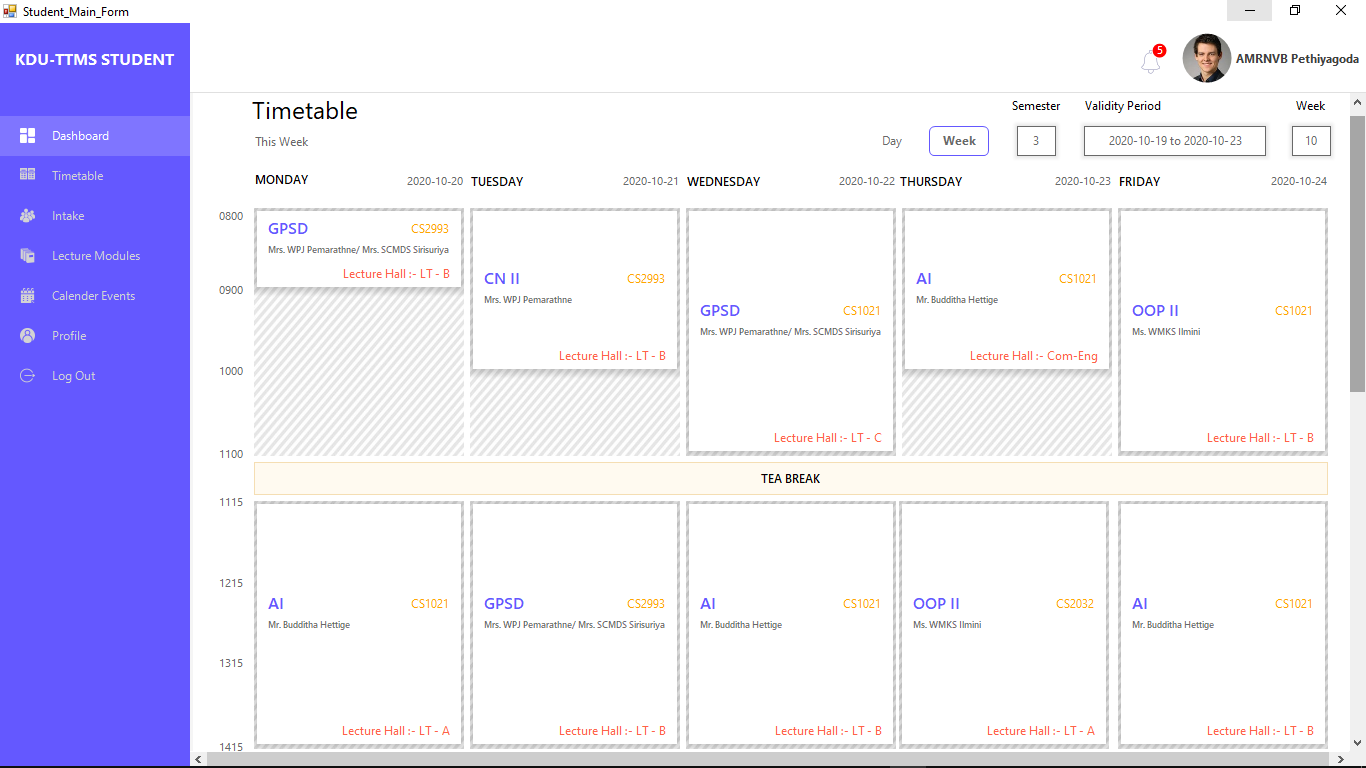 Student_Main_Form
KDU-TTMS STUDENT
5
AMRNVB Pethiyagoda
Dashboard
Timetable
Intake
Lecture Modules
Calender Events
Profile
Log Out
Timetable
This Week
Day
Week
Semester
3
Validity Period
2020-10-19 to 2020-10-23
Week
10
MONDAY 2020-10-20
TUESDAY 2020-10-21
WEDNESDAY 2020-10-22
THURSDAY 2020-10-23
FRIDAY 2020-10-24
0800
0900
1000
1100
GPSD CS2993
Mrs. WPJ Pemarathne/ Mrs. SCMDS Sirisuriya
Lecture Hall :- LT - B
CN II CS2993
Mrs. WPJ Pemarathne
Lecture Hall :- LT - B
GPSD CS1021
Mrs. WPJ Pemarathne/ Mrs. SCMDS Sirisuriya
Lecture Hall :- LT - C
AI CS1021
Mr. Budditha Hettige
Lecture Hall :- Com-Eng
OOP II CS1021
Ms. WMKS Ilmini
Lecture Hall :- LT - B
TEA BREAK
1115
1215
1315
1415
AI CS1021
Mr. Budditha Hettige
Lecture Hall :- LT - A
GPSD CS2993
Mrs. WPJ Pemarathne/ Mrs. SCMDS Sirisuriya
Lecture Hall :- LT - B
AI CS1021
Mr. Budditha Hettige
Lecture Hall :- LT - B
OOP II CS2032
Ms. WMKS Ilmini
Lecture Hall :- LT - A
AI CS1021
Mr. Budditha Hettige
Lecture Hall :- LT - B